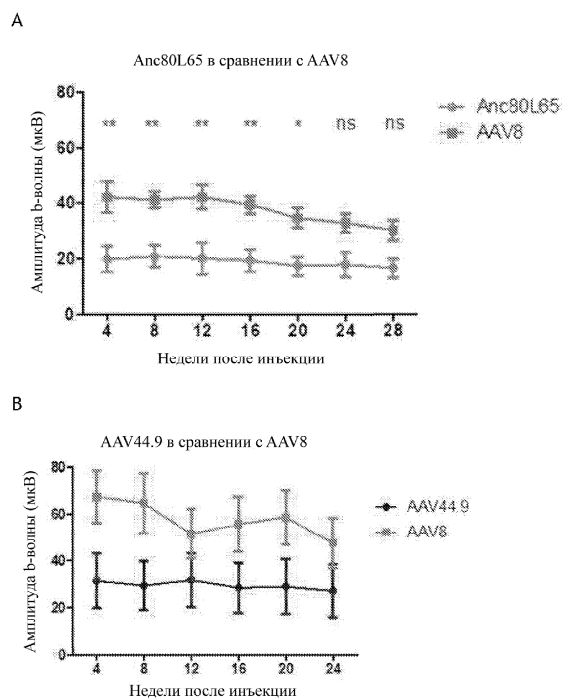 A
Anc80L65 в сравнении с AAV8
Амплитуда b-волны (мкВ)
80
60
40
20
0
** ** ** ** * ns ns
Anc80L65
AAV8
4 8 12 16 20 24 28
Недели после инъекции
B
AAV44.9 в сравнении с AAV8
Амплитуда b-волны (мкВ)
80
60
40
20
0
AAV44.9
AAV8
4 8 12 16 20 24
Недели после инъекции